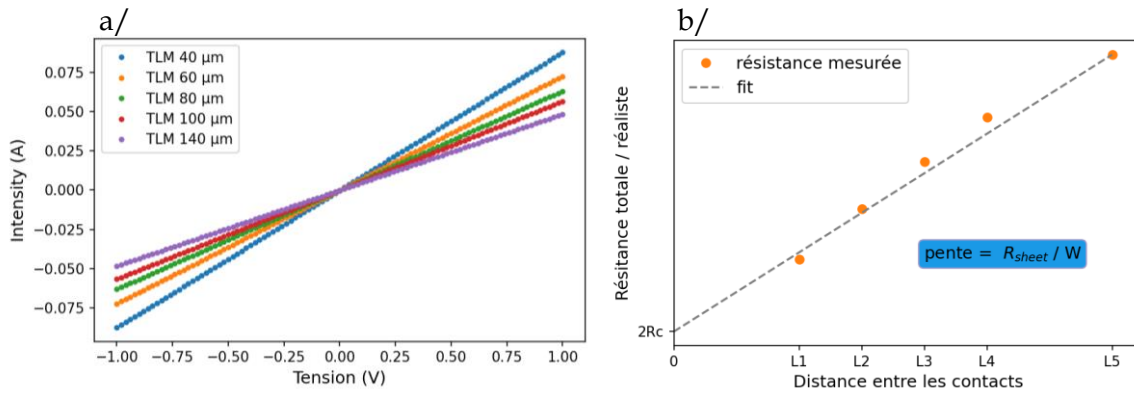 a/
TLM 40 µm
TLM 60 µm
TLM 80 µm
TLM 100 µm
TLM 140 µm
0.075
0.050
0.025
0.000
−0.025
−0.050
−0.075
Intensity (A)
−1.00 −0.75 −0.50 −0.25 0.00 0.25 0.50 0.75 1.00
Tension (V)
b/
résistance mesurée
fit
Résitance totale / réaliste
pente = R_sheet / W
2Rc
0 L1 L2 L3 L4 L5
Distance entre les contacts